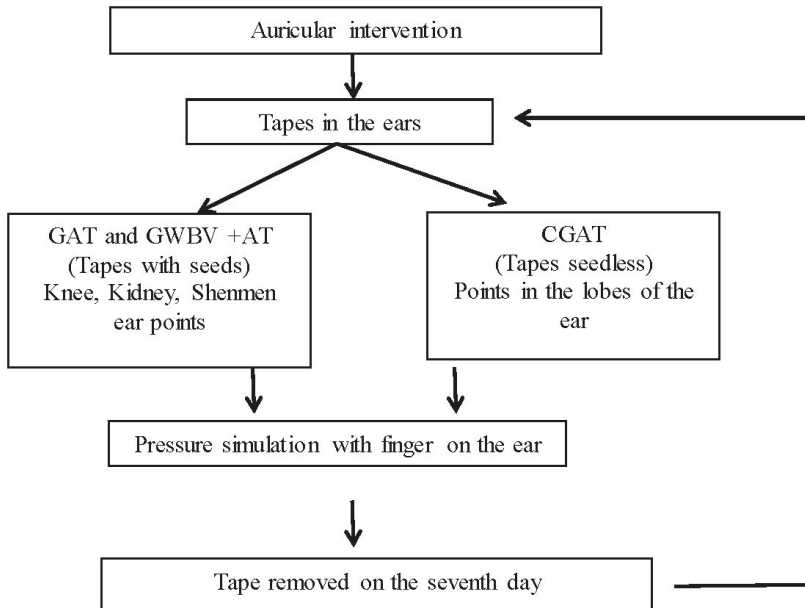 Auricular intervention
Tapes in the ears
GAT and GWBV +AT
(Tapes with seeds)
Knee, Kidney, Shenmen
ear points
CGAT
(Tapes seedless)
Points in the lobes of the
ear
Pressure simulation with finger on the ear
Tape removed on the seventh day